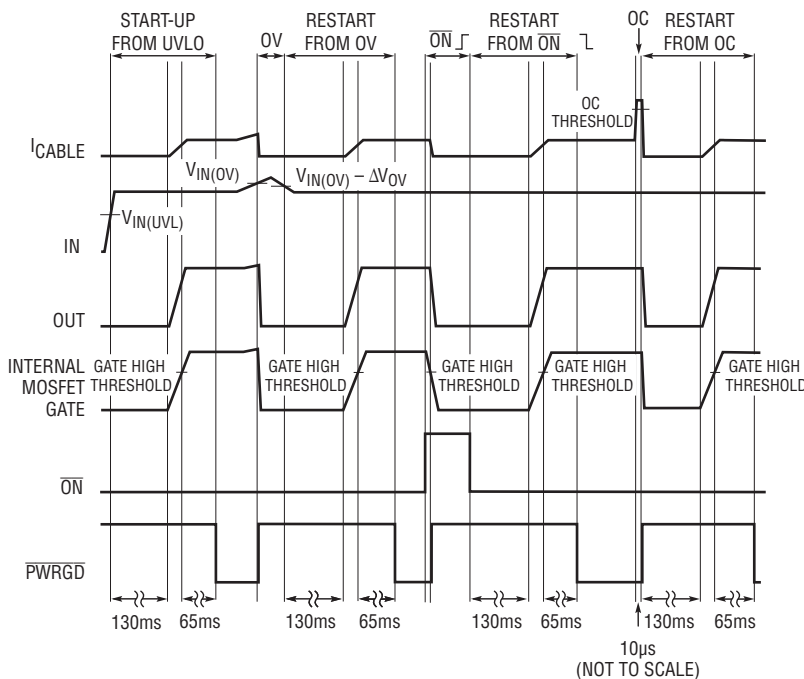 START-UP
FROM UVLO
OV
RESTART
FROM OV
ON
RESTART
FROM ON
OC
RESTART
FROM OC
OC
THRESHOLD
ICABLE
VIN(OV)
VIN(OV) – ΔVOV
VIN(UVL)
IN
OUT
INTERNAL
MOSFET
GATE
GATE HIGH
THRESHOLD
GATE HIGH
THRESHOLD
GATE HIGH
THRESHOLD
GATE HIGH
THRESHOLD
GATE HIGH
THRESHOLD
ON
PWRGD
130ms
65ms
130ms
65ms
130ms
65ms
10µs
(NOT TO SCALE)
130ms
65ms